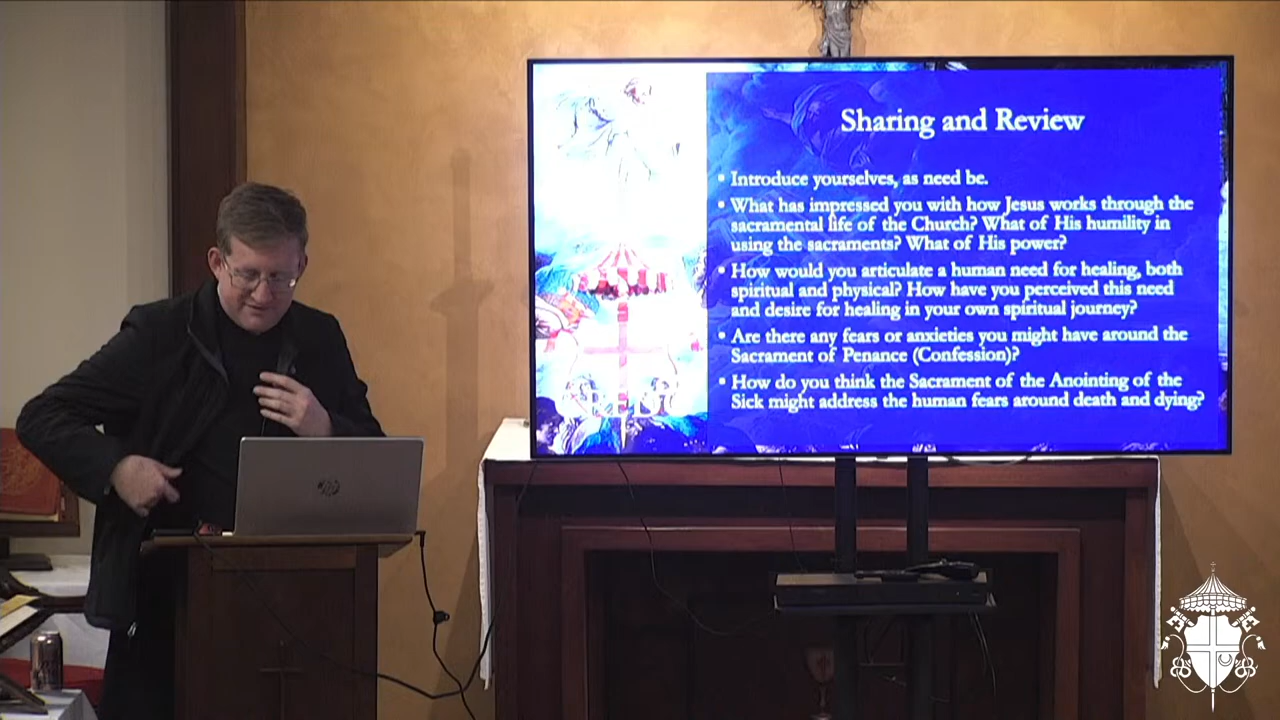 Sharing and Review
▪ Introduce yourselves, as need be.
▪ What has impressed you with how Jesus works through the
sacramental life of the Church? What of His humility in
using the sacraments? What of His power?
▪ How would you articulate a human need for healing, both
spiritual and physical? How have you perceived this need
and desire for healing in your own spiritual journey?
▪ Are there any fears or anxieties you might have around the
Sacrament of Penance (Confession)?
▪ How do you think the Sacrament of the Anointing of the
Sick might address the human fears around death and dying?